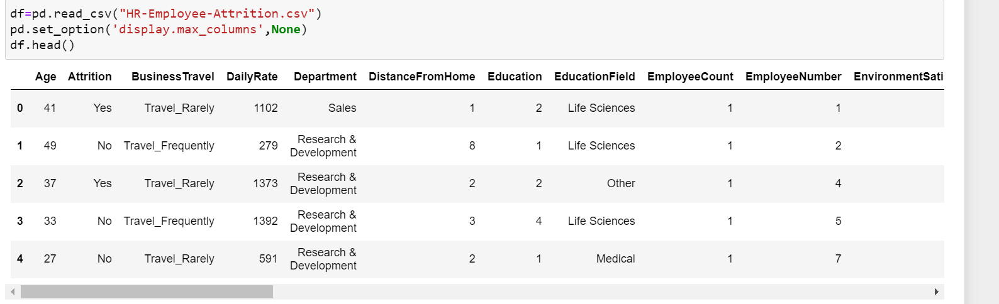 df=pd.read_csv("HR-Employee-Attrition.csv")
pd.set_option('display.max_columns',None)
df.head()
Age Attrition BusinessTravel DailyRate Department DistanceFromHome Education EducationField EmployeeCount EmployeeNumber EnvironmentSati
0 41 Yes Travel_Rarely 1102 Sales 1 2 Life Sciences 1 1
1 49 No Travel_Frequently 279 Research & Development 8 1 Life Sciences 1 2
2 37 Yes Travel_Rarely 1373 Research & Development 2 2 Other 1 4
3 33 No Travel_Frequently 1392 Research & Development 3 4 Life Sciences 1 5
4 27 No Travel_Rarely 591 Research & Development 2 1 Medical 1 7